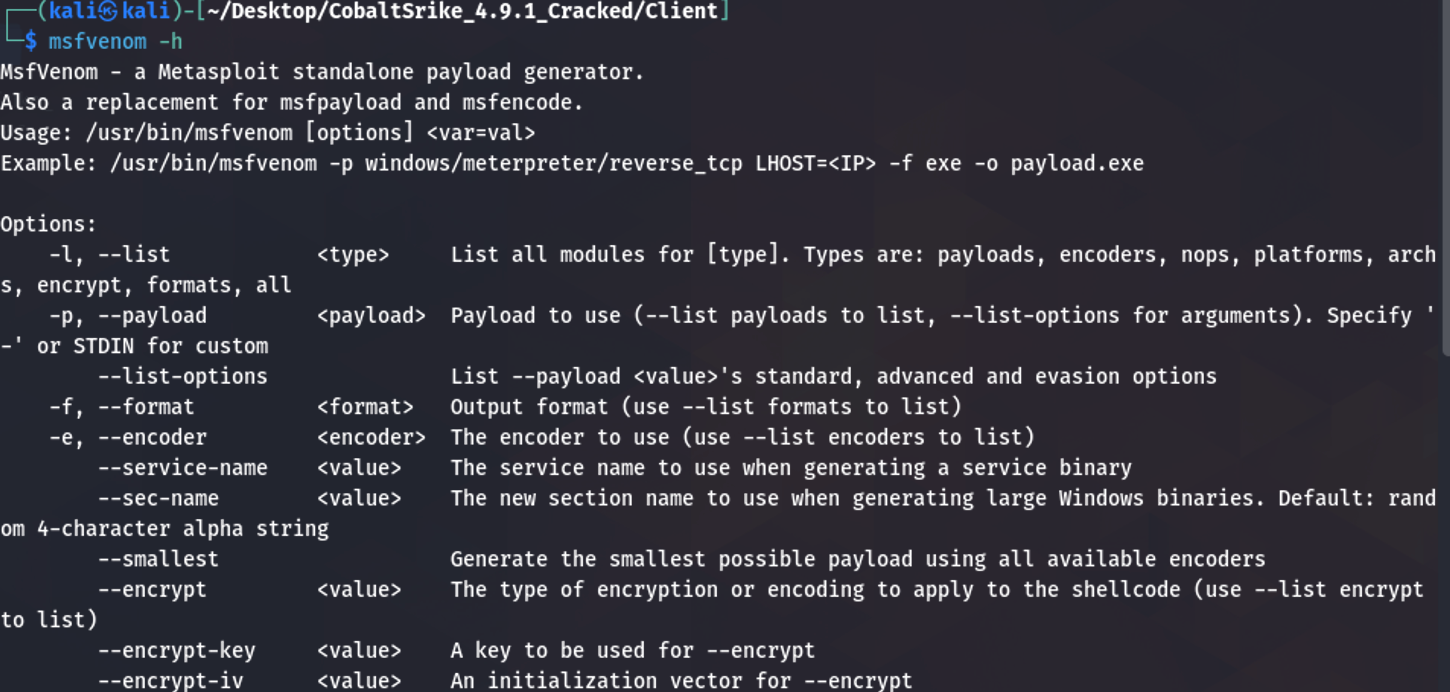 ┌──(kali㉿kali)-[~/Desktop/CobaltSrike_4.9.1_Cracked/Client]
└─$ msfvenom -h
MsfVenom - a Metasploit standalone payload generator.
Also a replacement for msfpayload and msfencode.
Usage: /usr/bin/msfvenom [options] <var=val>
Example: /usr/bin/msfvenom -p windows/meterpreter/reverse_tcp LHOST=<IP> -f exe -o payload.exe

Options:
    -l, --list            <type>     List all modules for [type]. Types are: payloads, encoders, nops, platforms, arch
s, encrypt, formats, all
    -p, --payload         <payload>  Payload to use (--list payloads to list, --list-options for arguments). Specify '
-' or STDIN for custom
        --list-options               List --payload <value>'s standard, advanced and evasion options
    -f, --format          <format>   Output format (use --list formats to list)
    -e, --encoder         <encoder>  The encoder to use (use --list encoders to list)
        --service-name    <value>    The service name to use when generating a service binary
        --sec-name        <value>    The new section name to use when generating large Windows binaries. Default: rand
om 4-character alpha string
        --smallest                   Generate the smallest possible payload using all available encoders
        --encrypt         <value>    The type of encryption or encoding to apply to the shellcode (use --list encrypt
to list)
        --encrypt-key     <value>    A key to be used for --encrypt
        --encrypt-iv      <value>    An initialization vector for --encrypt